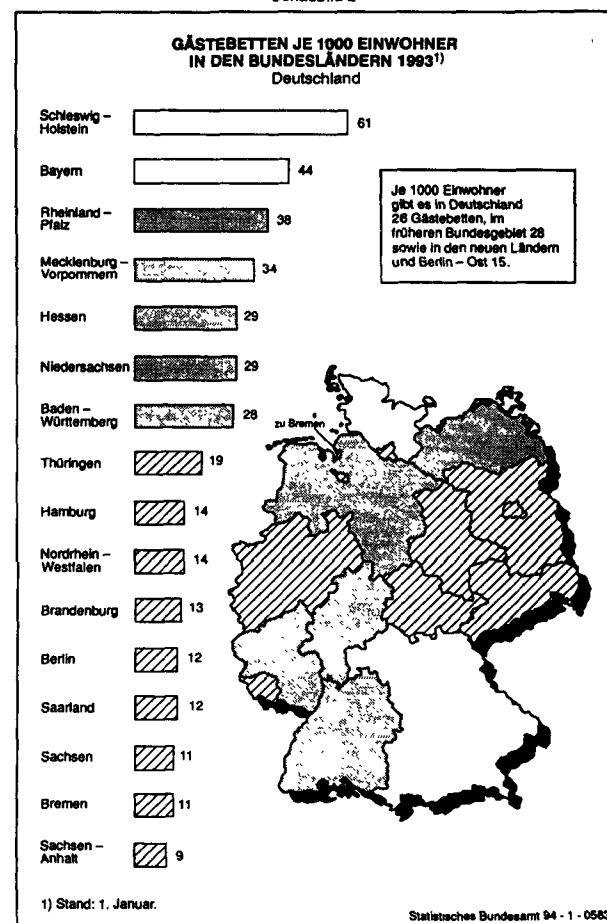 GÄSTEBETTEN JE 1000 EINWOHNER
IN DEN BUNDESLÄNDERN 1993¹⁾
Deutschland
Schleswig –
Holstein
61
Bayern
44
Rheinland –
Pfalz
38
Mecklenburg –
Vorpommern
34
Hessen
29
Niedersachsen
29
Baden –
Württemberg
28
Thüringen
19
Hamburg
14
Nordrhein –
Westfalen
14
Brandenburg
13
Berlin
12
Saarland
12
Sachsen
11
Bremen
11
Sachsen –
Anhalt
9
Je 1000 Einwohner
gibt es in Deutschland
26 Gästebetten, im
früheren Bundesgebiet 28
sowie in den neuen Ländern
und Berlin – Ost 15.
zu Bremen
1) Stand: 1. Januar.
Statistisches Bundesamt 94 - 1 - 0563